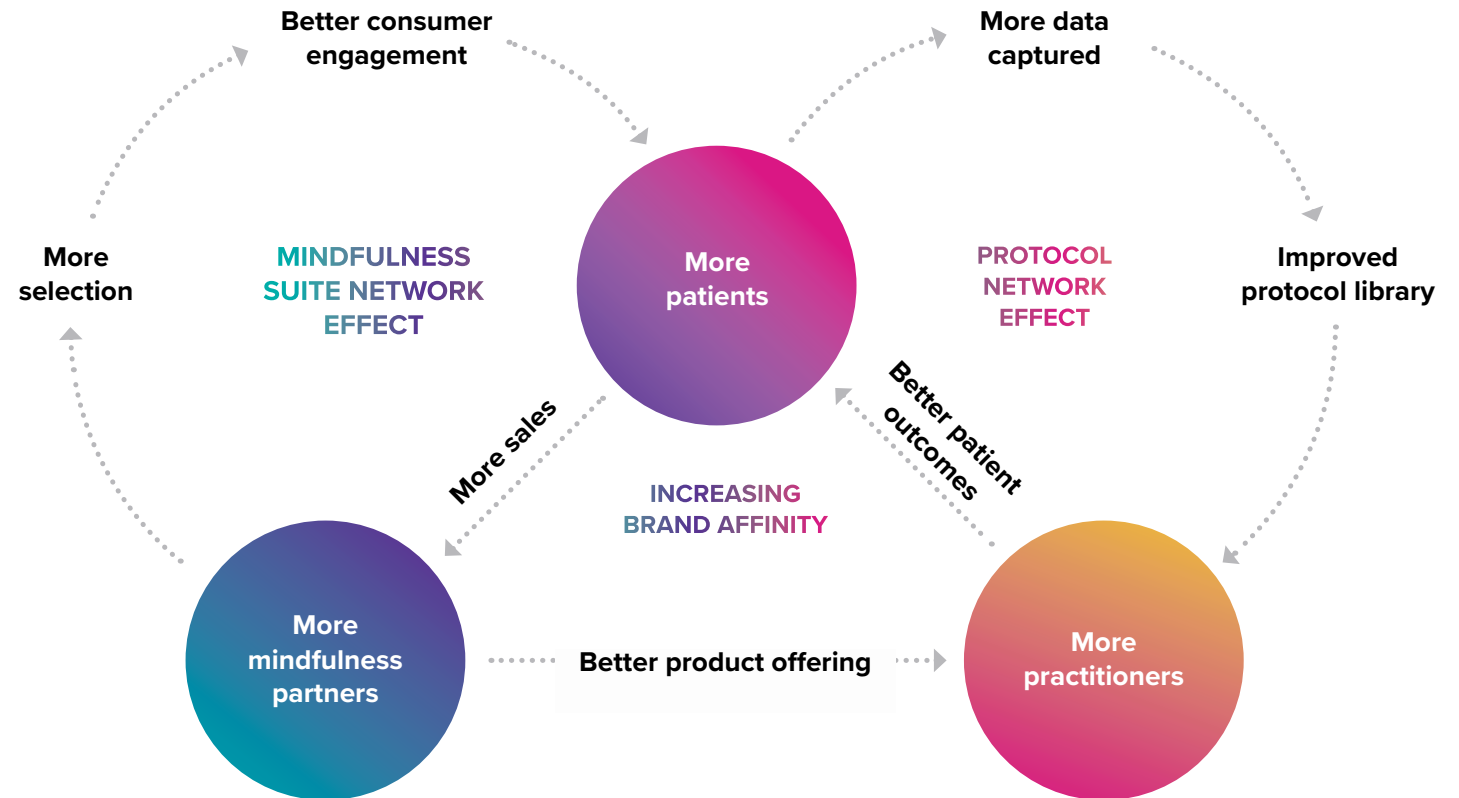 Better consumer
engagement
More data
captured
More
selection
MINDFULNESS
SUITE NETWORK
EFFECT
More
patients
PROTOCOL
NETWORK
EFFECT
Improved
protocol library
More sales
Better patient
outcomes
INCREASING
BRAND AFFINITY
More
mindfulness
partners
Better product offering
More
practitioners